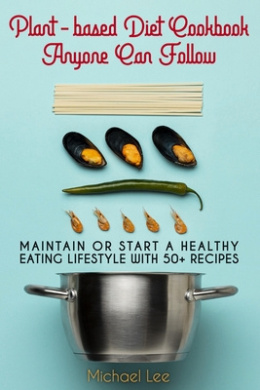 Plant-based Diet Cookbook
Anyone Can Follow
MAINTAIN OR START A HEALTHY
EATING LIFESTYLE WITH 50+ RECIPES
Michael Lee